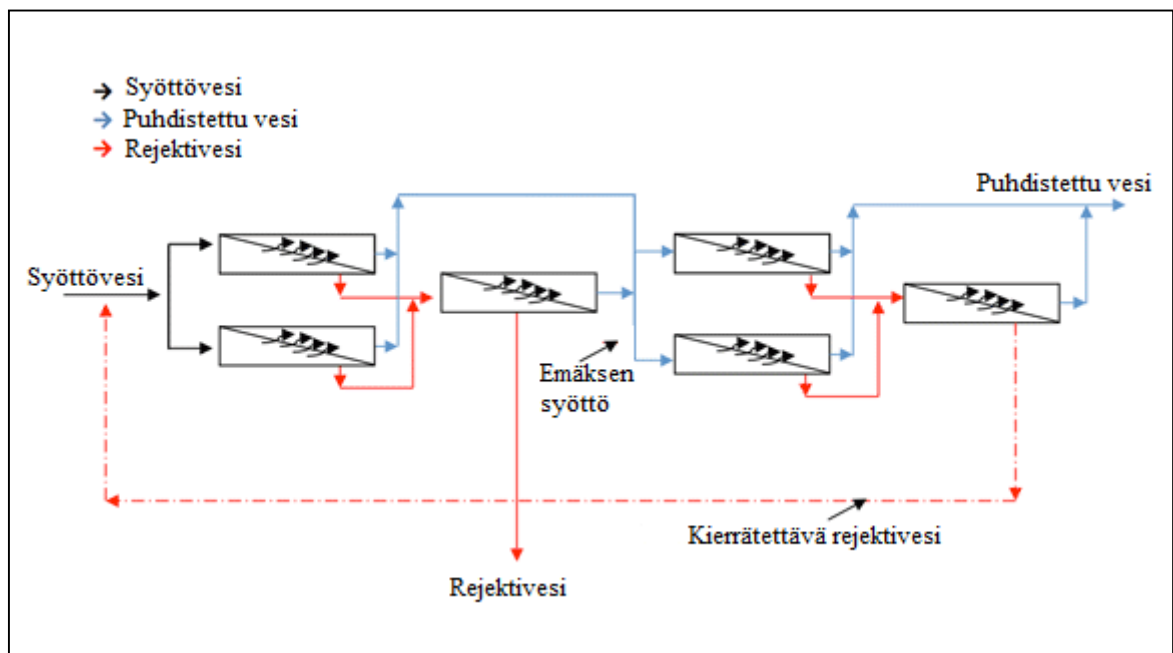 Syöttövesi
Puhdistettu vesi
Rejektivesi
Puhdistettu vesi
Syöttövesi
Emäksen
syöttö
Kierrätettävä rejektivesi
Rejektivesi